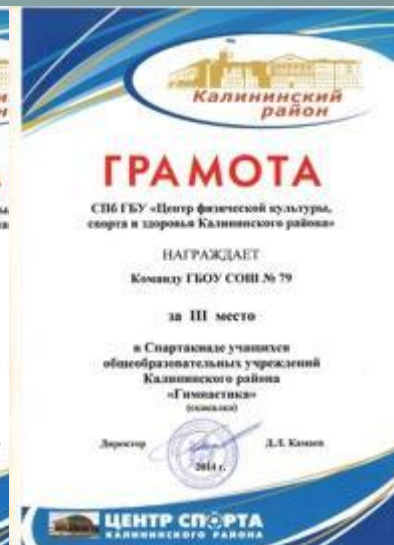 Калининский
район
ГРАМОТА
СПб ГБУ «Центр физической культуры,
спорта и здоровья Калининского района»
НАГРАЖДАЕТ
Команду ГБОУ СОШ № 79
за III место
в Спартакиаде учащихся
общеобразовательных учреждений
Калининского района
«Гимнастика»
(скакалка)
Директор
Д.Л.
2014 г.
ЦЕНТР СПОРТА
КАЛИНИНСКОГО РАЙОНА